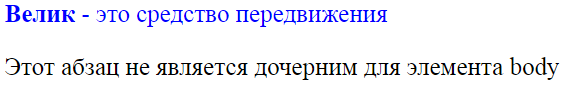 Велик - это средство передвижения
Этот абзац не является дочерним для элемента body